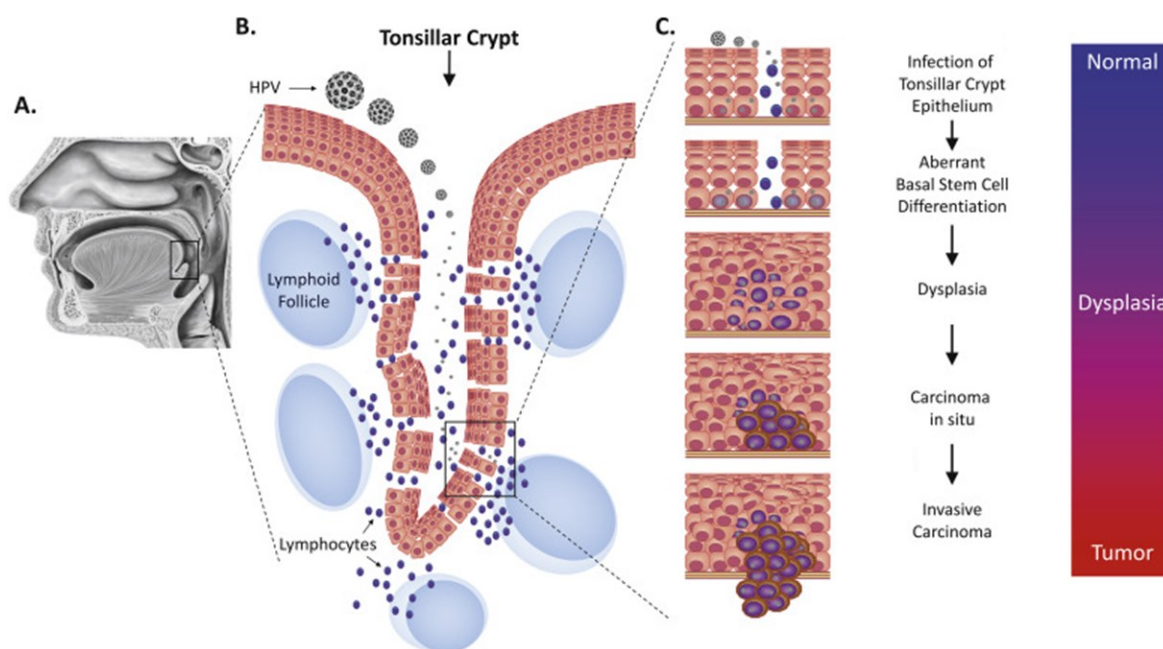 A.
B.
Tonsillar Crypt
HPV
Lymphoid
Follicle
Lymphocytes
C.
Infection of
Tonsillar Crypt
Epithelium
Aberrant
Basal Stem Cell
Differentiation
Dysplasia
Carcinoma
in situ
Invasive
Carcinoma
Normal
Dysplasia
Tumor